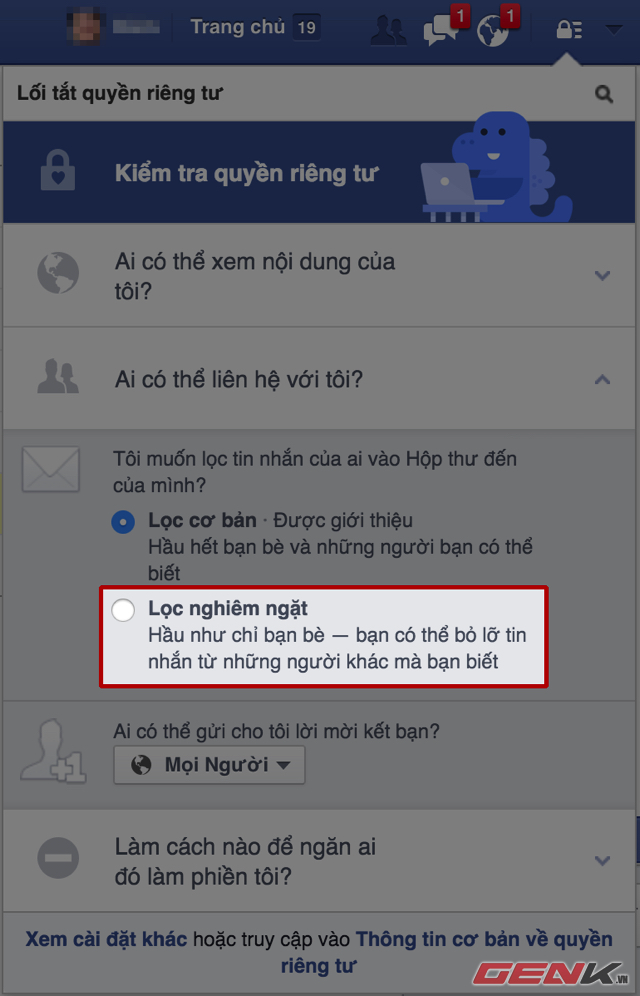 Trang chủ 19
1
1
Lối tắt quyền riêng tư
Kiểm tra quyền riêng tư
Ai có thể xem nội dung của
tôi?
Ai có thể liên hệ với tôi?
Tôi muốn lọc tin nhắn của ai vào Hộp thư đến
của mình?
Lọc cơ bản · Được giới thiệu
Hầu hết bạn bè và những người bạn có thể
biết
Lọc nghiêm ngặt
Hầu như chỉ bạn bè — bạn có thể bỏ lỡ tin
nhắn từ những người khác mà bạn biết
Ai có thể gửi cho tôi lời mời kết bạn?
+1
Mọi Người
Làm cách nào để ngăn ai
đó làm phiền tôi?
Xem cài đặt khác hoặc truy cập vào Thông tin cơ bản về quyền
riêng tư
GENK.VN